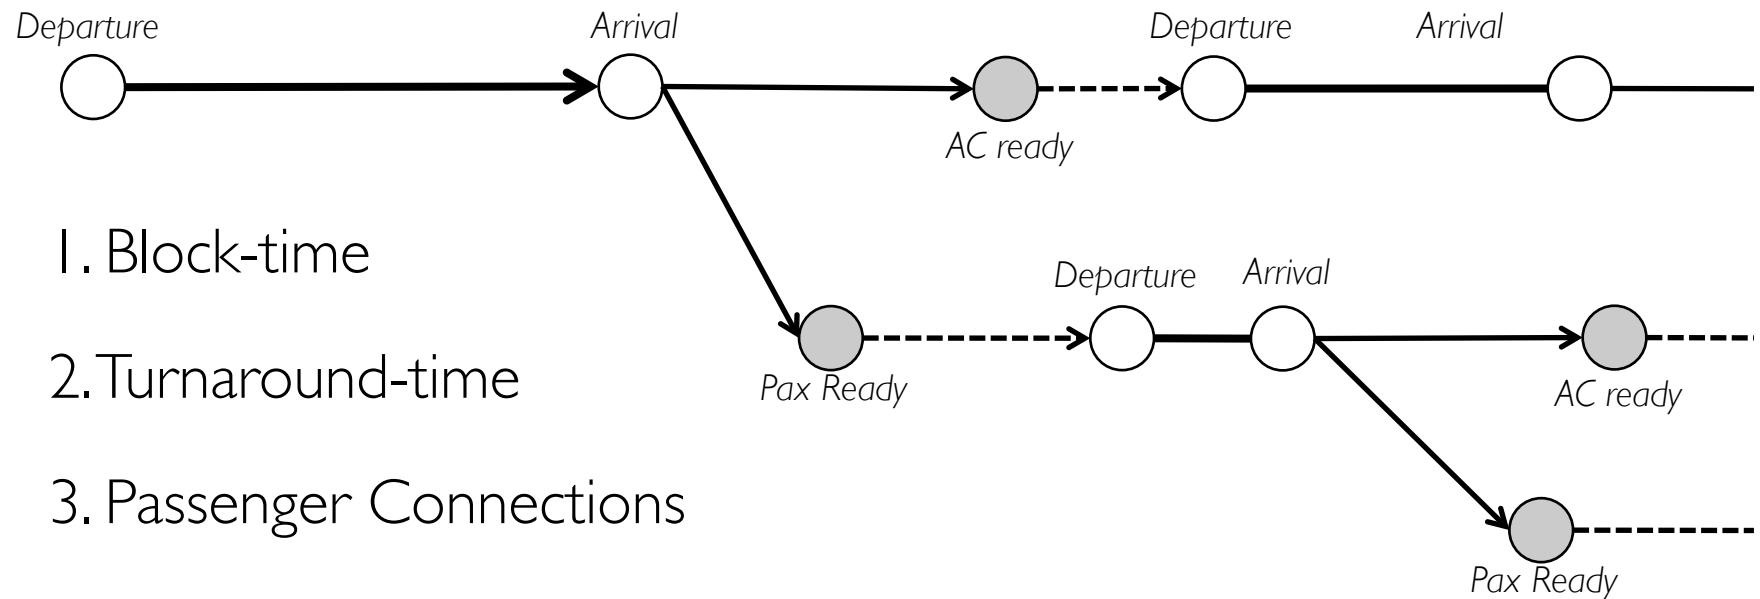 Departure
Arrival
Departure
Arrival
AC ready
1. Block-time
Departure
Arrival
2. Turnaround-time
Pax Ready
AC ready
3. Passenger Connections
Pax Ready